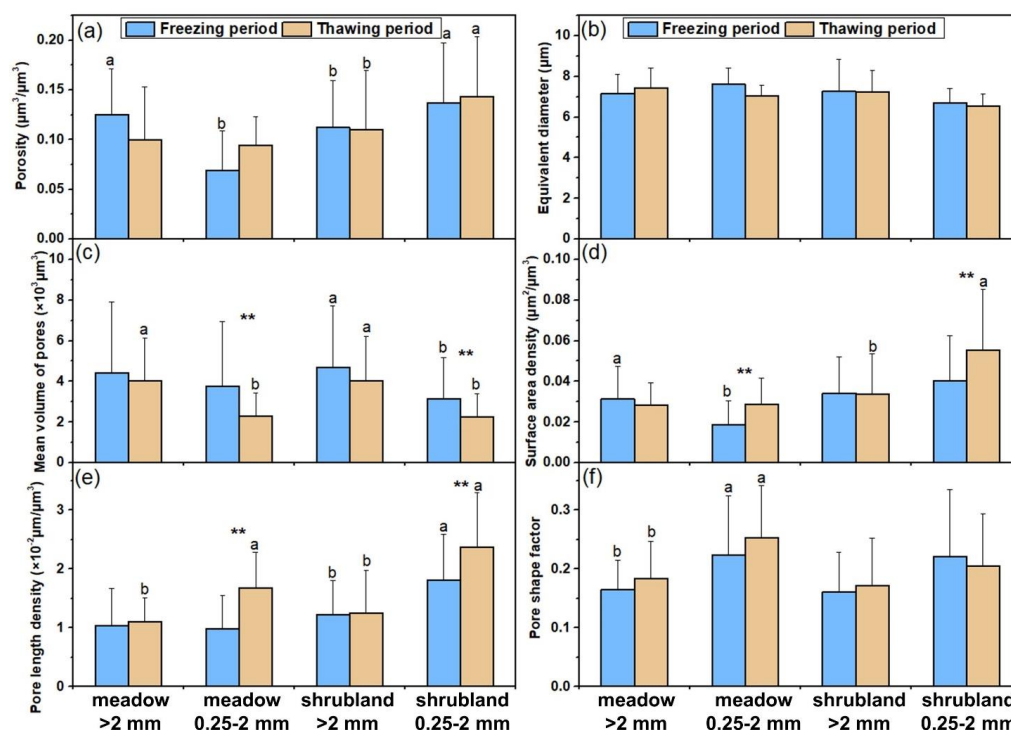 (a)
Freezing period Thawing period
Porosity (μm³/μm³)
0.20
0.15
0.10
0.05
0.00
a
b
b b
a a
(b)
Freezing period Thawing period
Equivalent diameter (μm)
10
8
6
4
2
0
(c)
Mean volume of pores (×10³μm³)
10
8
6
4
2
0
a
**
b
a
a
b ** b
(d)
Surface area density (μm²/μm³)
0.10
0.08
0.06
0.04
0.02
0.00
a
b **
b
** a
(e)
Pore length density (×10⁻²μm/μm³)
3
2
1
0
b
** a
b b
a ** a
meadow >2 mm
meadow 0.25-2 mm
shrubland >2 mm
shrubland 0.25-2 mm
(f)
Pore shape factor
0.3
0.2
0.1
0.0
b b
a a
meadow >2 mm
meadow 0.25-2 mm
shrubland >2 mm
shrubland 0.25-2 mm